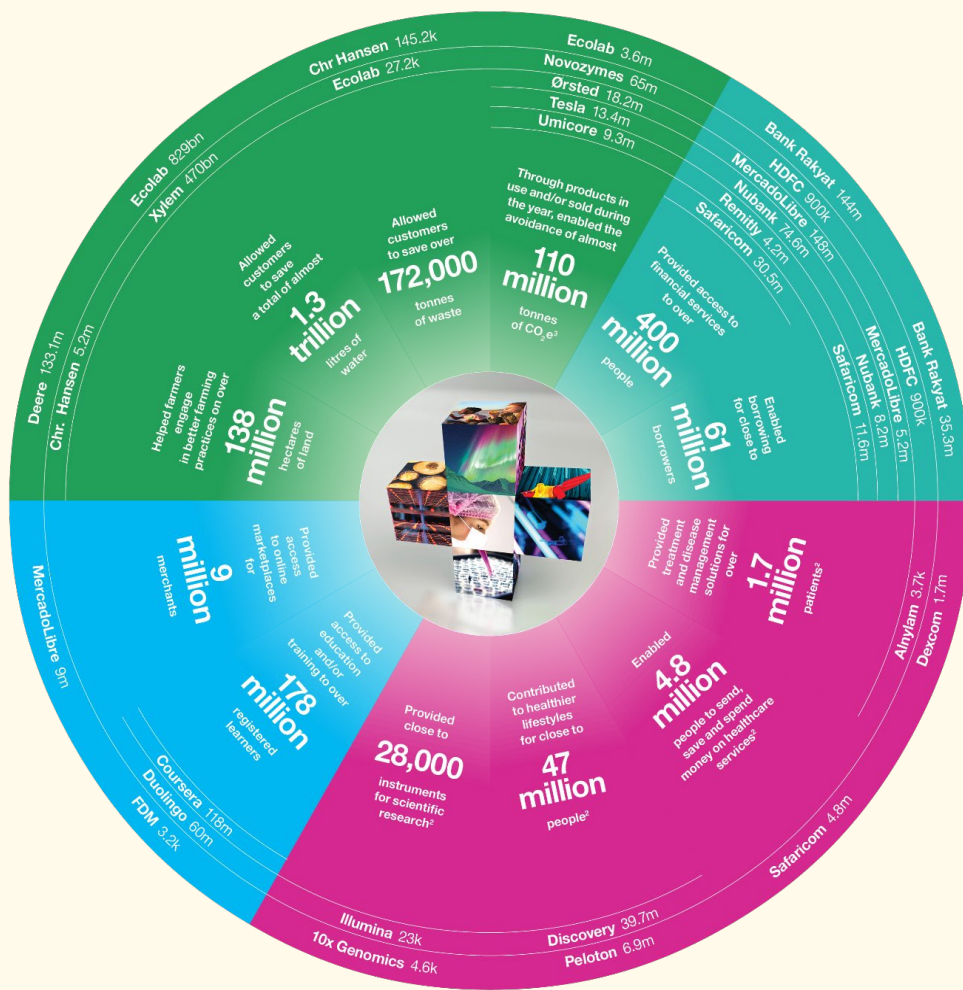 Chr Hansen 145.2k
Ecolab 27.2k
Allowed
customers
to save over
172,000
tonnes
of waste
Ecolab 3.6m
Novozymes 65m
Ørsted 18.2m
Tesla 13.4m
Umicore 9.3m
Through products in
use and/or sold during
the year, enabled the
avoidance of almost
110
million
tonnes
of CO₂e³
Bank Rakyat 144m
HDFC 900k
MercadoLibre 148m
Nubank 74.6m
Remitly 4.2m
Safaricom 30.5m
Provided access to
financial services
to over
400
million
people
Bank Rakyat 35.3m
HDFC 900k
MercadoLibre 5.2m
Nubank 8.2m
Safaricom 11.6m
Enabled
borrowing
for close to
61
million
borrowers
Provided
treatment
and disease
management
solutions for
over
1.7
million
patients²
Alnylam 3.7k
Dexcom 1.7m
Enabled
4.8
million
people to send,
save and spend
money on healthcare
services²
Safaricom 4.8m
Contributed
to healthier
lifestyles
for close to
47
million
people²
Discovery 39.7m
Peloton 6.9m
Provided
close to
28,000
instruments
for scientific
research²
Illumina 23k
10x Genomics 4.6k
Provided
access to
education
and/or
training to over
178
million
registered
learners
Coursera 118m
Duolingo 60m
FDM 3.2k
Provided
access
to online
marketplaces
for
9
million
merchants
MercadoLibre 9m
Helped farmers
engage
in better farming
practices on over
138
million
hectares
of land
Deere 133.1m
Chr. Hansen 5.2m
Allowed
customers
to save
a total of almost
1.3
trillion
litres of
water
Ecolab 829bn
Xylem 470bn